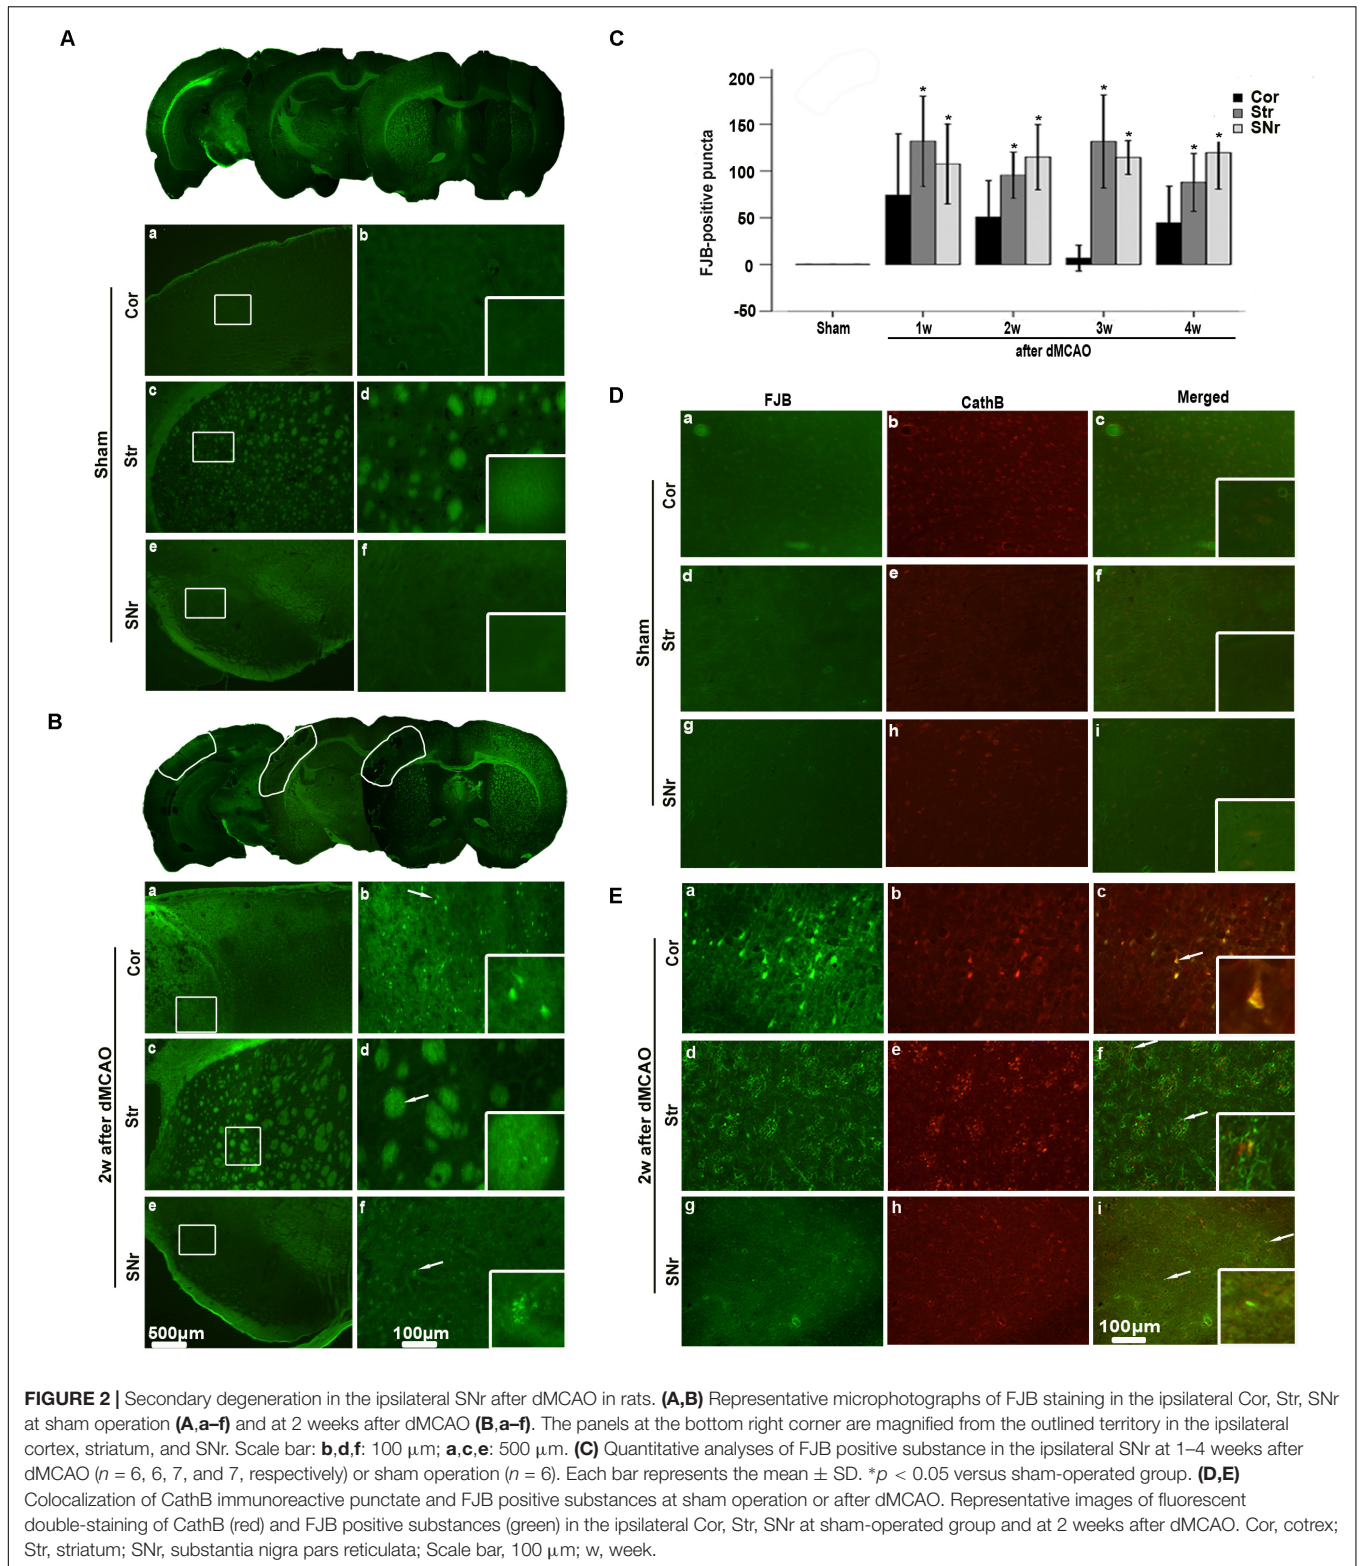 A
a
b
Cor
c
d
Str
e
f
SNr
Sham
B
a
b
Cor
c
d
Str
e
f
SNr
2w after dMCAO
500μm
100μm
C
FJB-positive puncta
200
150
100
50
0
-50
* * * * * * * *
Cor
Str
SNr
Sham 1w 2w 3w 4w
after dMCAO
D
FJB CathB Merged
a b c
Cor
d e f
Str
g h i
SNr
Sham
E
a b c
Cor
d e f
Str
g h i
SNr
2w after dMCAO
100μm
FIGURE 2 | Secondary degeneration in the ipsilateral SNr after dMCAO in rats. (A,B) Representative microphotographs of FJB staining in the ipsilateral Cor, Str, SNr
at sham operation (A,a–f) and at 2 weeks after dMCAO (B,a–f). The panels at the bottom right corner are magnified from the outlined territory in the ipsilateral
cortex, striatum, and SNr. Scale bar: b,d,f: 100 μm; a,c,e: 500 μm. (C) Quantitative analyses of FJB positive substance in the ipsilateral SNr at 1–4 weeks after
dMCAO (n = 6, 6, 7, and 7, respectively) or sham operation (n = 6). Each bar represents the mean ± SD. *p < 0.05 versus sham-operated group. (D,E)
Colocalization of CathB immunoreactive punctate and FJB positive substances at sham operation or after dMCAO. Representative images of fluorescent
double-staining of CathB (red) and FJB positive substances (green) in the ipsilateral Cor, Str, SNr at sham-operated group and at 2 weeks after dMCAO. Cor, cotrex;
Str, striatum; SNr, substantia nigra pars reticulata; Scale bar, 100 μm; w, week.